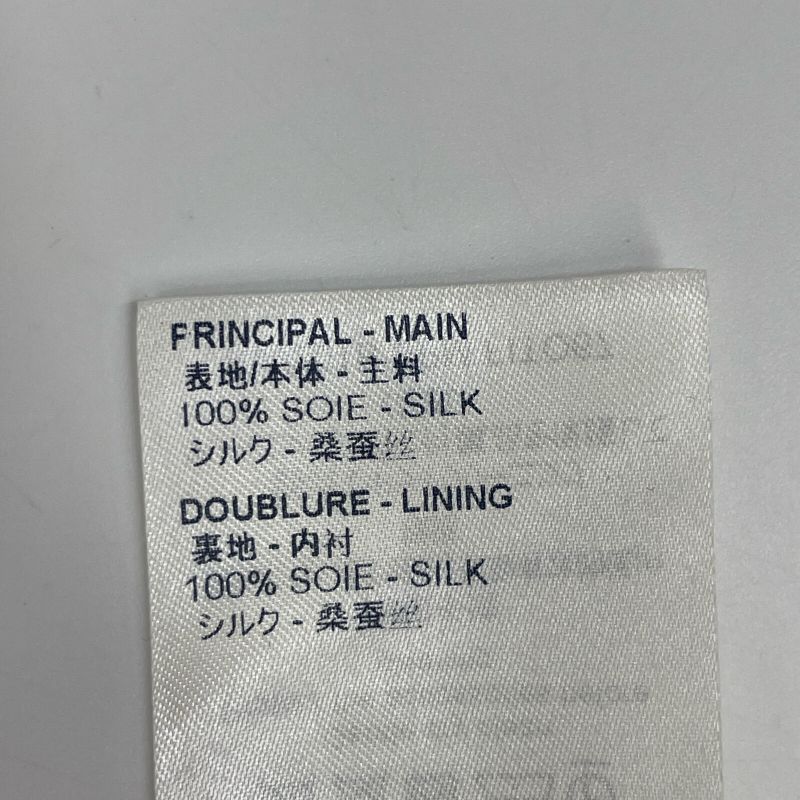 PRINCIPAL - MAIN
表地/本体 - 主料
100% SOIE - SILK
シルク - 桑蚕丝
DOUBLURE - LINING
裏地 - 内衬
100% SOIE - SILK
シルク - 桑蚕丝